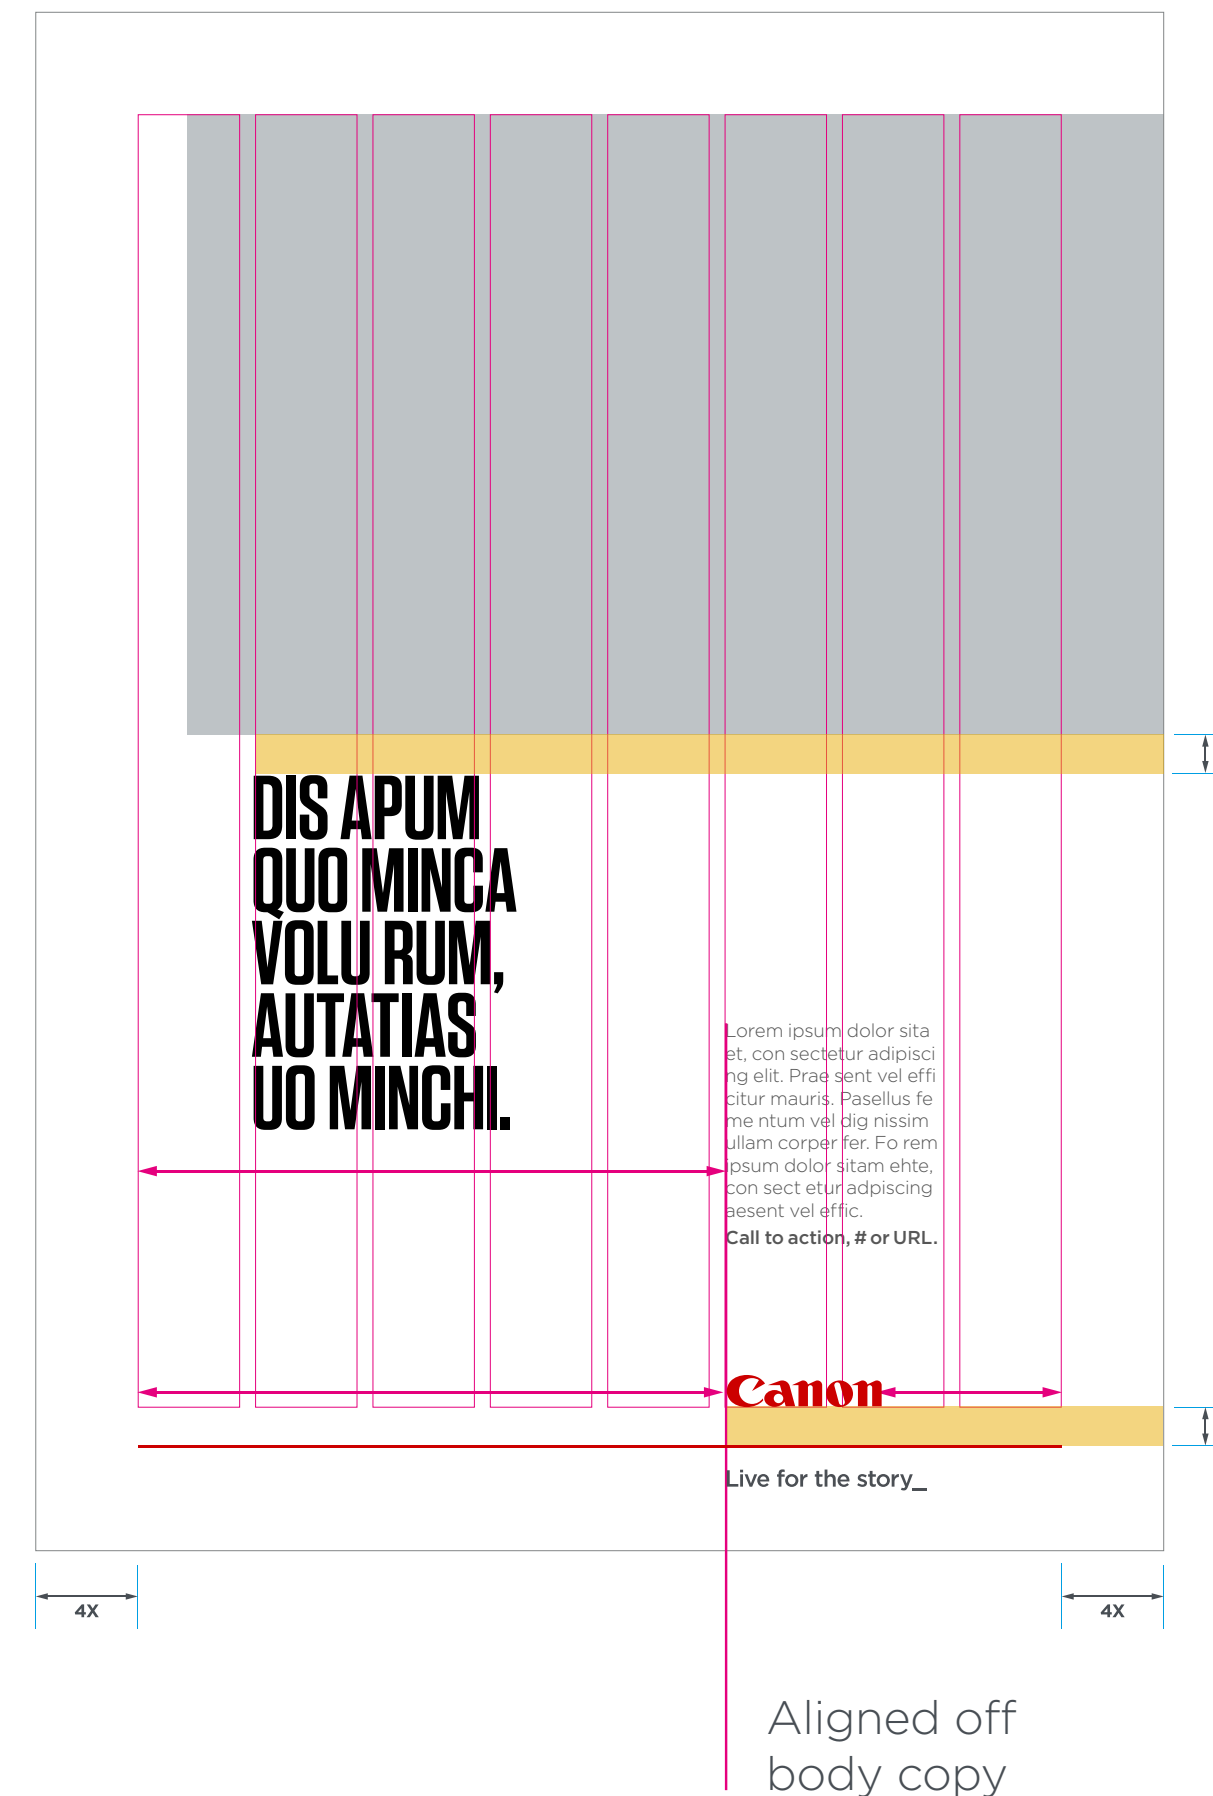 DIS APUM
QUO MINCA
VOLU RUM,
AUTATIAS
UO MINCHI.
Lorem ipsum dolor sita
et, con sectetur adipisci
ng elit. Prae sent vel effi
citur mauris. Pasellus fe
me ntum vel dig nissim
ullam corper fer. Fo rem
ipsum dolor sitam ehte,
con sect etur adpiscing
aesent vel effic.
Call to action, # or URL.
Canon
Live for the story_
4X
4X
Aligned off
body copy